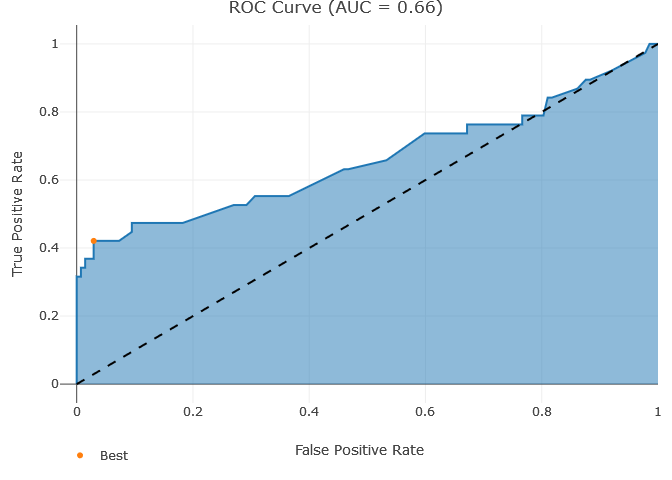 ROC Curve (AUC = 0.66)
1
0.8
0.6
0.4
0.2
0
True Positive Rate
0 0.2 0.4 0.6 0.8 1
False Positive Rate
Best